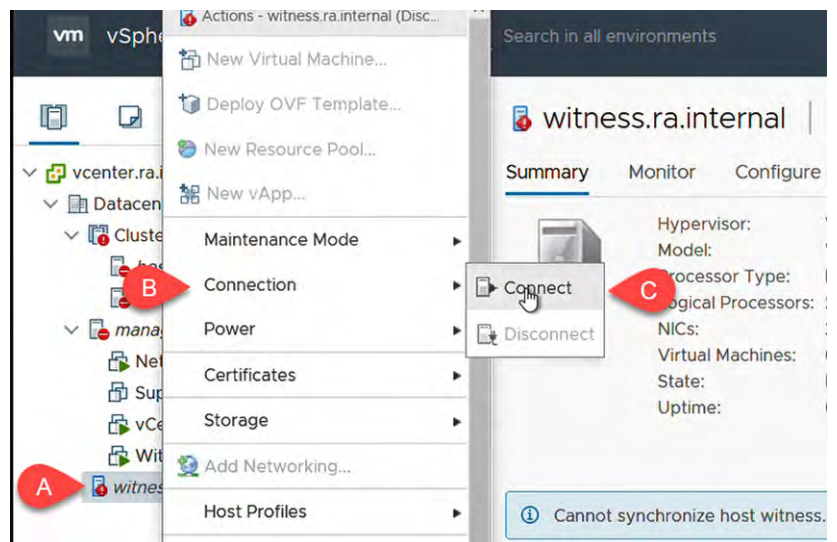 Actions - witness.ra.internal (Disc...
vm vSphe
Search in all environments
New Virtual Machine...
Deploy OVF Template...
New Resource Pool...
New vApp...
witness.ra.internal
Summary Monitor Configure
vcenter.ra.i
Datacen
Cluste
B
mana
Net
Sup
vCe
Wit
A
witnes
Maintenance Mode
Connection
Power
Certificates
Storage
Add Networking...
Host Profiles
Connect
Disconnect
C
Hypervisor:
Model:
Processor Type:
Logical Processors:
NICs:
Virtual Machines:
State:
Uptime:
Cannot synchronize host witness.